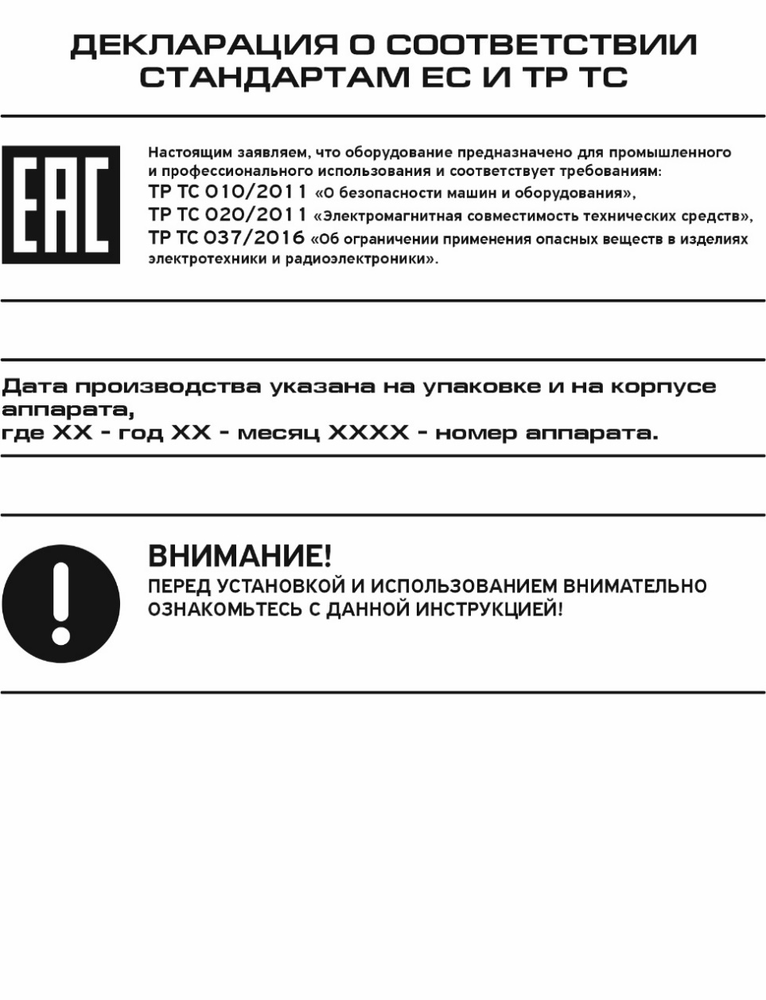 ДЕКЛАРАЦИЯ О СООТВЕТСТВИИ
СТАНДАРТАМ ЕС И ТР ТС
ЕАС
Настоящим заявляем, что оборудование предназначено для промышленного
и профессионального использования и соответствует требованиям:
ТР ТС 010/2011 «О безопасности машин и оборудования»,
ТР ТС 020/2011 «Электромагнитная совместимость технических средств»,
ТР ТС 037/2016 «Об ограничении применения опасных веществ в изделиях
электротехники и радиоэлектроники».
Дата производства указана на упаковке и на корпусе
аппарата,
где XX - год XX - месяц XXXX - номер аппарата.
ВНИМАНИЕ!
ПЕРЕД УСТАНОВКОЙ И ИСПОЛЬЗОВАНИЕМ ВНИМАТЕЛЬНО
ОЗНАКОМЬТЕСЬ С ДАННОЙ ИНСТРУКЦИЕЙ!